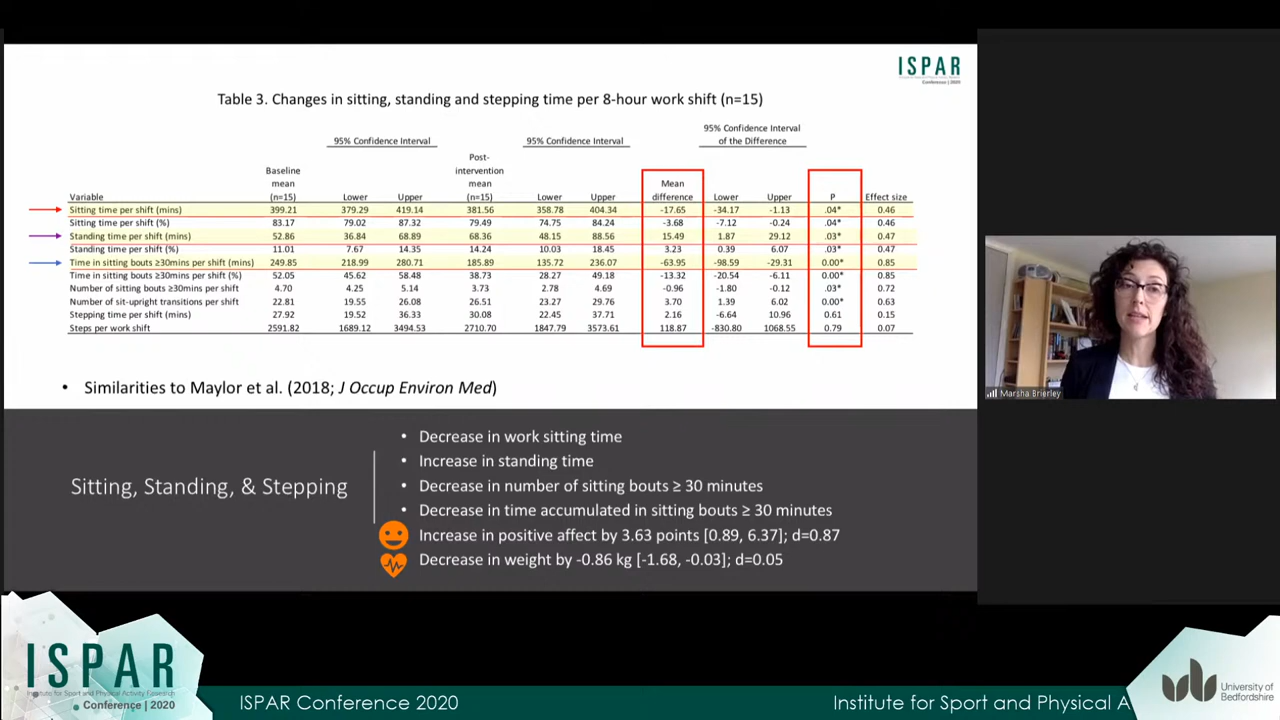 ISPAR
Conference | 2020
Table 3. Changes in sitting, standing and stepping time per 8-hour work shift (n=15)
95% Confidence Interval 95% Confidence Interval 95% Confidence Interval of the Difference
Variable Baseline mean (n=15) Lower Upper Post-intervention mean (n=15) Lower Upper Mean difference Lower Upper P Effect size
Sitting time per shift (mins) 399.21 379.29 419.14 381.56 358.78 404.34 -17.65 -34.17 -1.13 .04* 0.46
Sitting time per shift (%) 83.17 79.02 87.32 79.49 74.75 84.24 -3.68 -7.12 -0.24 .04* 0.46
Standing time per shift (mins) 52.86 36.84 68.89 68.36 48.15 88.56 15.49 1.87 29.12 .03* 0.47
Standing time per shift (%) 11.01 7.67 14.35 14.24 10.03 18.45 3.23 0.39 6.07 .03* 0.47
Time in sitting bouts ≥30mins per shift (mins) 249.85 218.99 280.71 185.89 135.72 236.07 -63.95 -98.59 -29.31 0.00* 0.85
Time in sitting bouts ≥30mins per shift (%) 52.05 45.62 58.48 38.73 28.27 49.18 -13.32 -20.54 -6.11 0.00* 0.85
Number of sitting bouts ≥30mins per shift 4.70 4.25 5.14 3.73 2.78 4.69 -0.96 -1.80 -0.12 .03* 0.72
Number of sit-upright transitions per shift 22.81 19.55 26.08 26.51 23.27 29.76 3.70 1.39 6.02 0.00* 0.63
Stepping time per shift (mins) 27.92 19.52 36.33 30.08 22.45 37.71 2.16 -6.64 10.96 0.61 0.15
Steps per work shift 2591.82 1689.12 3494.53 2710.70 1847.79 3573.61 118.87 -830.80 1068.55 0.79 0.07
• Similarities to Maylor et al. (2018; J Occup Environ Med)
Sitting, Standing, & Stepping
• Decrease in work sitting time
• Increase in standing time
• Decrease in number of sitting bouts ≥ 30 minutes
• Decrease in time accumulated in sitting bouts ≥ 30 minutes
Increase in positive affect by 3.63 points [0.89, 6.37]; d=0.87
Decrease in weight by -0.86 kg [-1.68, -0.03]; d=0.05
Marsha Brierley
ISPAR
Institute for Sport and Physical Activity Research
Conference | 2020
ISPAR Conference 2020
Institute for Sport and Physical A
University of
Bedfordshire